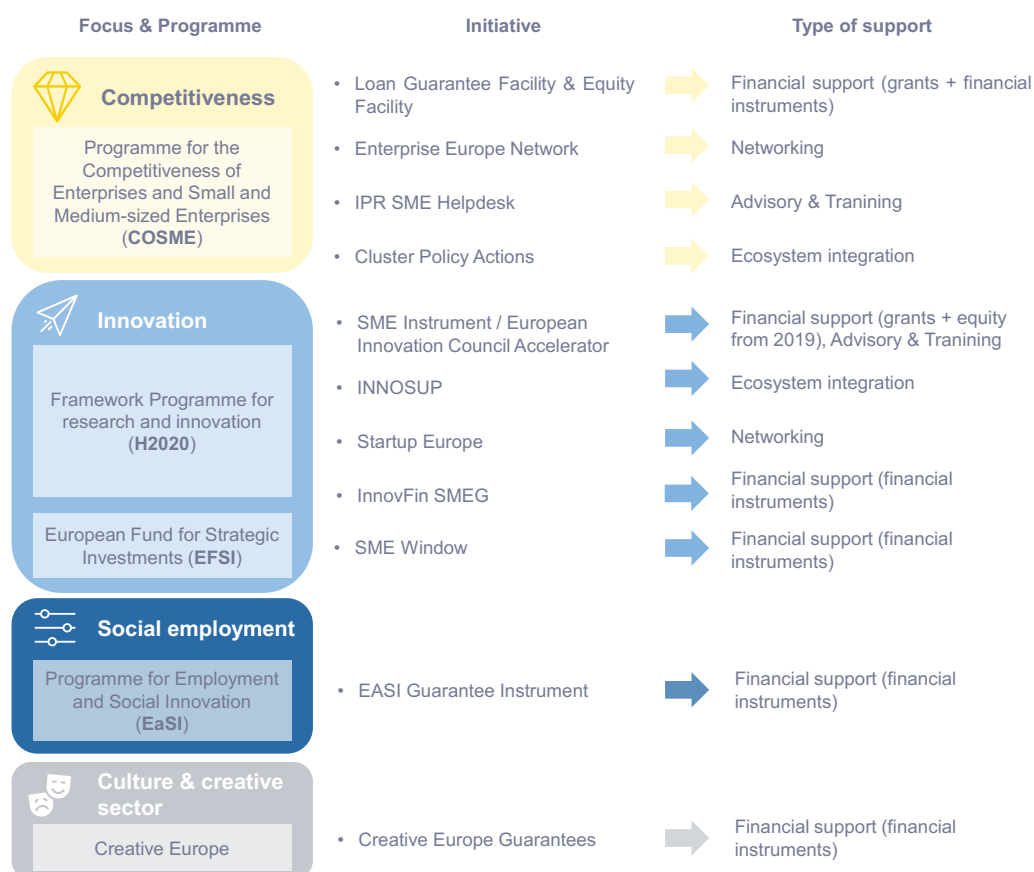 Focus & Programme
Initiative
Type of support
Competitiveness
Programme for the
Competitiveness of
Enterprises and Small and
Medium-sized Enterprises
(COSME)
• Loan Guarantee Facility & Equity
Facility
Financial support (grants + financial
instruments)
• Enterprise Europe Network
Networking
• IPR SME Helpdesk
Advisory & Tranining
• Cluster Policy Actions
Ecosystem integration
Innovation
Framework Programme for
research and innovation
(H2020)
• SME Instrument / European
Innovation Council Accelerator
Financial support (grants + equity
from 2019), Advisory & Tranining
• INNOSUP
Ecosystem integration
• Startup Europe
Networking
• InnovFin SMEG
Financial support (financial
instruments)
European Fund for Strategic
Investments (EFSI)
• SME Window
Financial support (financial
instruments)
Social employment
Programme for Employment
and Social Innovation
(EaSI)
• EASI Guarantee Instrument
Financial support (financial
instruments)
Culture & creative
sector
Creative Europe
• Creative Europe Guarantees
Financial support (financial
instruments)